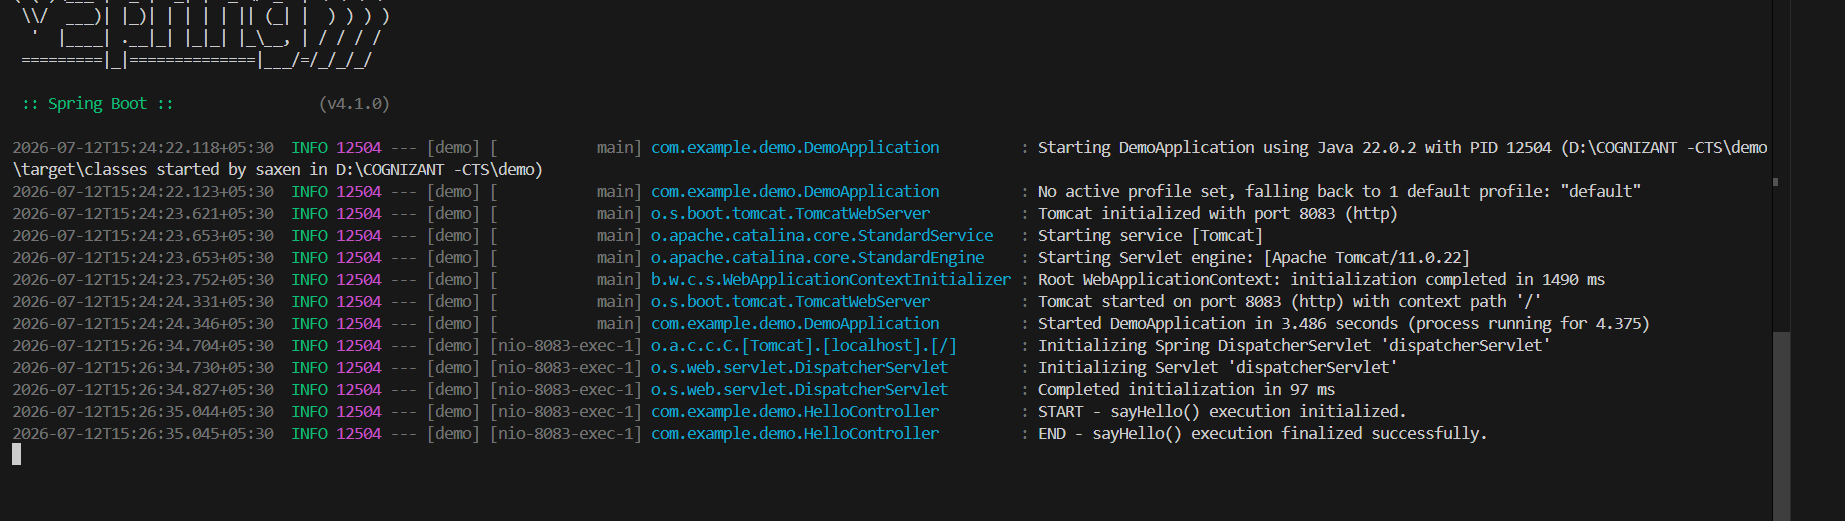 \\/  ___)| |_)| | | | | || (_| |  ) ) ) )
  '  |____| .__|_| |_|_| |_\__, | / / / /
 =========|_|==============|___/=/_/_/_/
 :: Spring Boot ::                (v4.1.0)
2026-07-12T15:24:22.118+05:30  INFO 12504 --- [demo] [           main] com.example.demo.DemoApplication         : Starting DemoApplication using Java 22.0.2 with PID 12504 (D:\COGNIZANT -CTS\demo
\target\classes started by saxen in D:\COGNIZANT -CTS\demo)
2026-07-12T15:24:22.123+05:30  INFO 12504 --- [demo] [           main] com.example.demo.DemoApplication         : No active profile set, falling back to 1 default profile: "default"
2026-07-12T15:24:23.621+05:30  INFO 12504 --- [demo] [           main] o.s.boot.tomcat.TomcatWebServer          : Tomcat initialized with port 8083 (http)
2026-07-12T15:24:23.653+05:30  INFO 12504 --- [demo] [           main] o.apache.catalina.core.StandardService   : Starting service [Tomcat]
2026-07-12T15:24:23.653+05:30  INFO 12504 --- [demo] [           main] o.apache.catalina.core.StandardEngine    : Starting Servlet engine: [Apache Tomcat/11.0.22]
2026-07-12T15:24:23.752+05:30  INFO 12504 --- [demo] [           main] b.w.c.s.WebApplicationContextInitializer : Root WebApplicationContext: initialization completed in 1490 ms
2026-07-12T15:24:24.331+05:30  INFO 12504 --- [demo] [           main] o.s.boot.tomcat.TomcatWebServer          : Tomcat started on port 8083 (http) with context path '/'
2026-07-12T15:24:24.346+05:30  INFO 12504 --- [demo] [           main] com.example.demo.DemoApplication         : Started DemoApplication in 3.486 seconds (process running for 4.375)
2026-07-12T15:26:34.704+05:30  INFO 12504 --- [demo] [nio-8083-exec-1] o.a.c.c.C.[Tomcat].[localhost].[/]       : Initializing Spring DispatcherServlet 'dispatcherServlet'
2026-07-12T15:26:34.730+05:30  INFO 12504 --- [demo] [nio-8083-exec-1] o.s.web.servlet.DispatcherServlet        : Initializing Servlet 'dispatcherServlet'
2026-07-12T15:26:34.827+05:30  INFO 12504 --- [demo] [nio-8083-exec-1] o.s.web.servlet.DispatcherServlet        : Completed initialization in 97 ms
2026-07-12T15:26:35.044+05:30  INFO 12504 --- [demo] [nio-8083-exec-1] com.example.demo.HelloController         : START - sayHello() execution initialized.
2026-07-12T15:26:35.045+05:30  INFO 12504 --- [demo] [nio-8083-exec-1] com.example.demo.HelloController         : END - sayHello() execution finalized successfully.